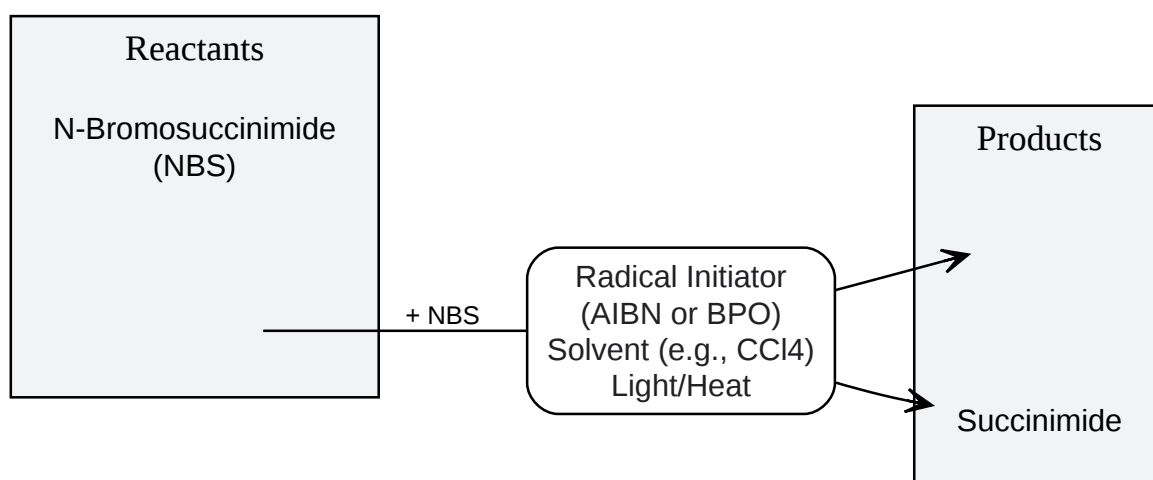 Reactants
N-Bromosuccinimide
(NBS)
+ NBS
Radical Initiator
(AIBN or BPO)
Solvent (e.g., CCl4)
Light/Heat
Products
Succinimide